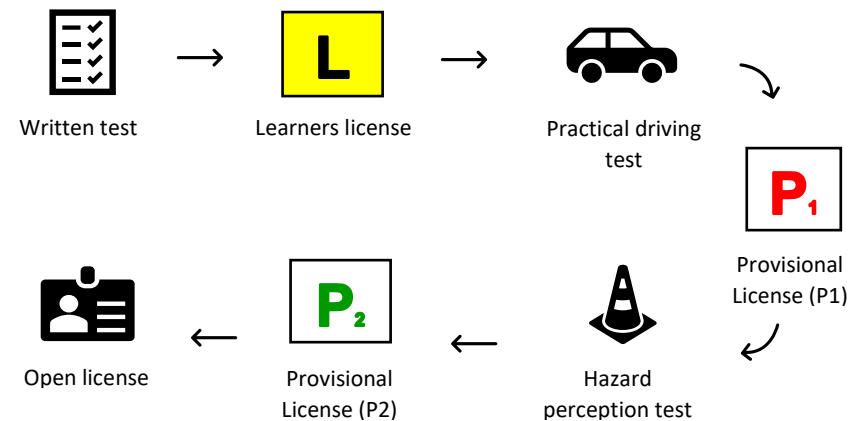 L
Written test
Learners license
Practical driving
test
P1
Provisional
License (P1)
Hazard
perception test
P2
Provisional
License (P2)
Open license